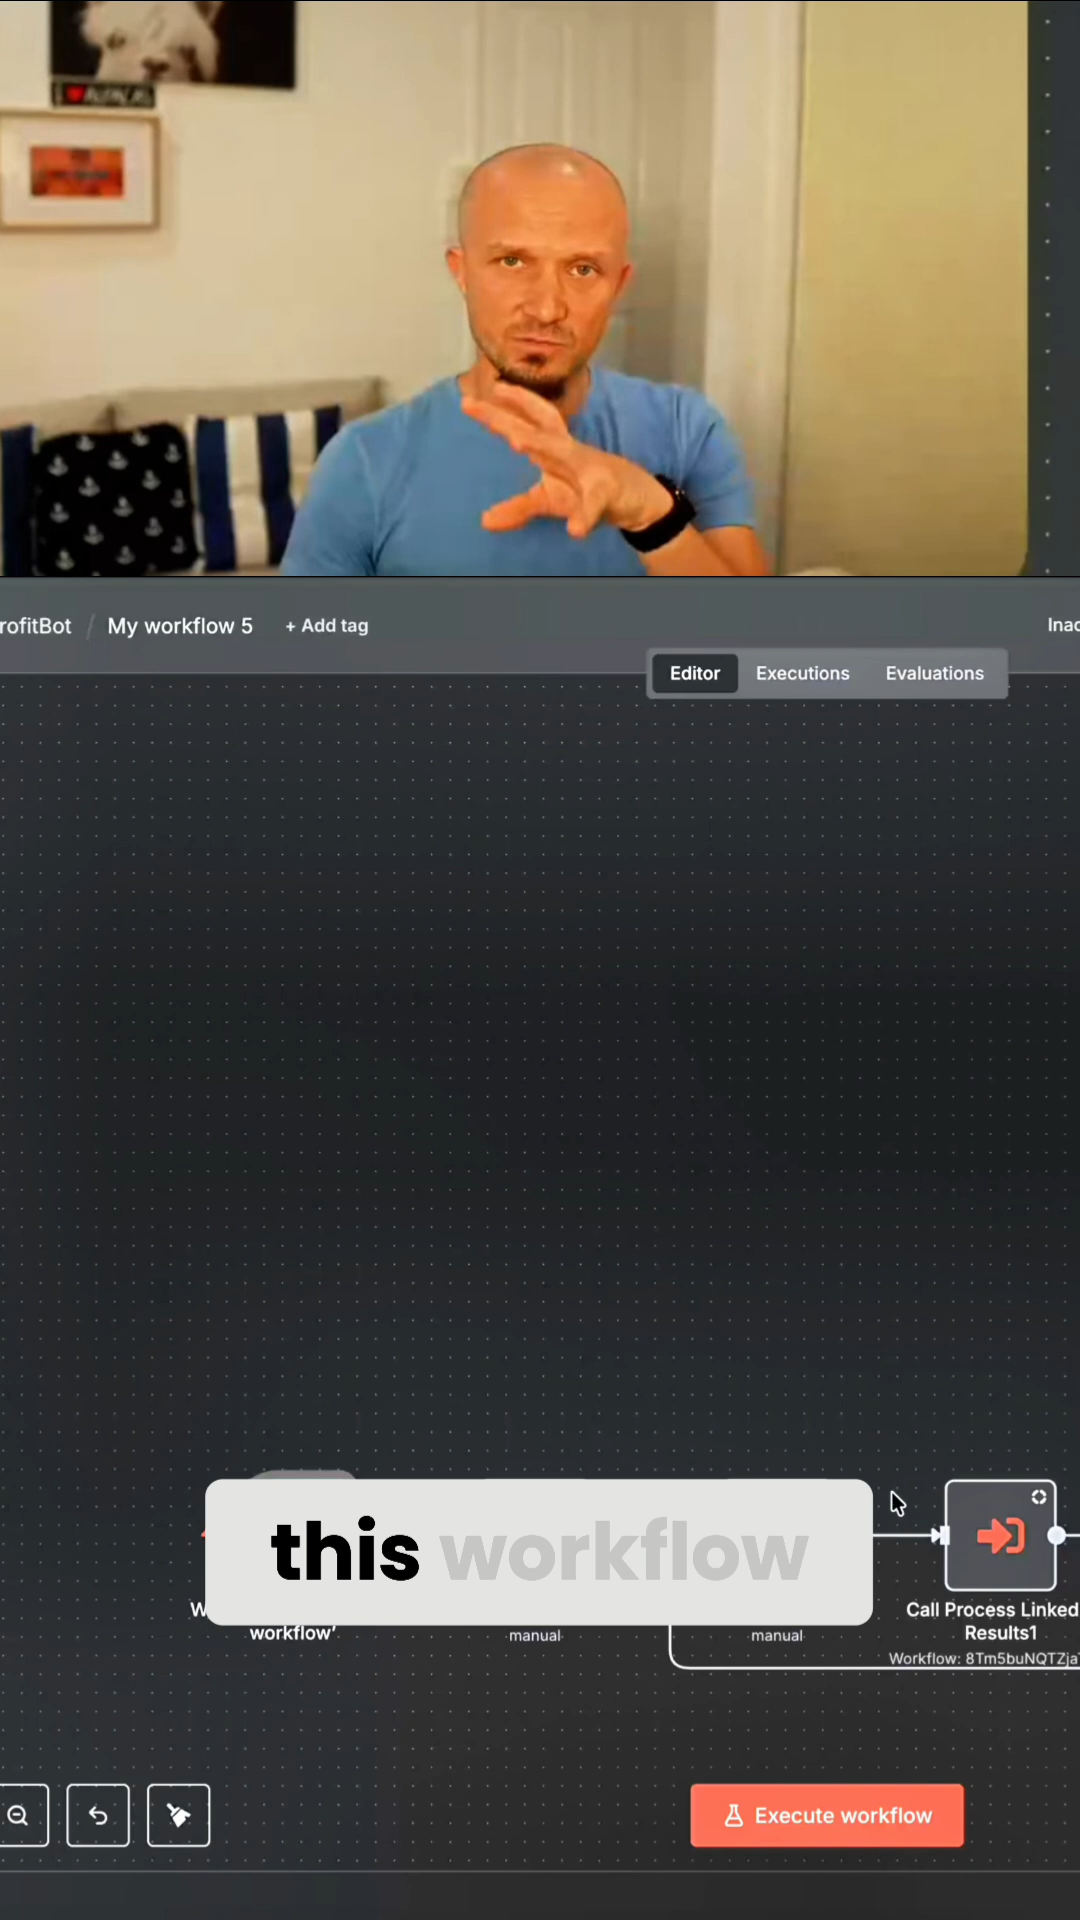 rofitBot / My workflow 5 + Add tag
Inac
Editor Executions Evaluations
this workflow
W
workflow'
manual
manual
Call Process Linked
Results1
Workflow: 8Tm5buNQTZja
Execute workflow